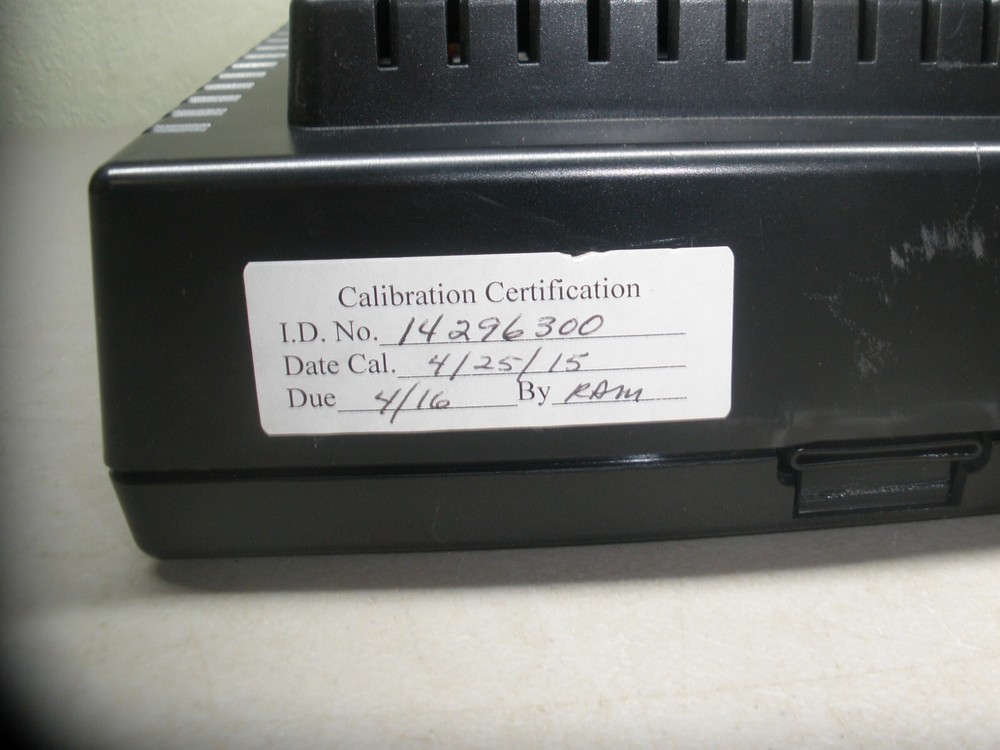 Calibration Certification
I.D. No. 14296300
Date Cal. 4/25/15
Due 4/16 By RAM